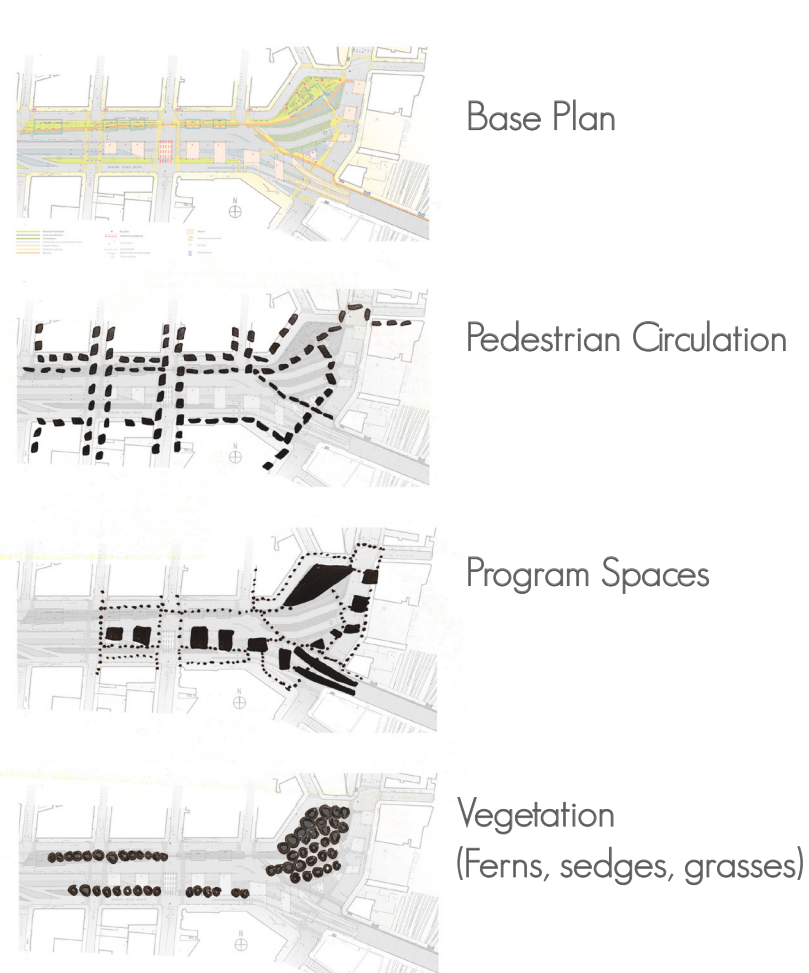 Base Plan
N
Pedestrian Circulation
N
Program Spaces
N
Vegetation
(Ferns, sedges, grasses)
N